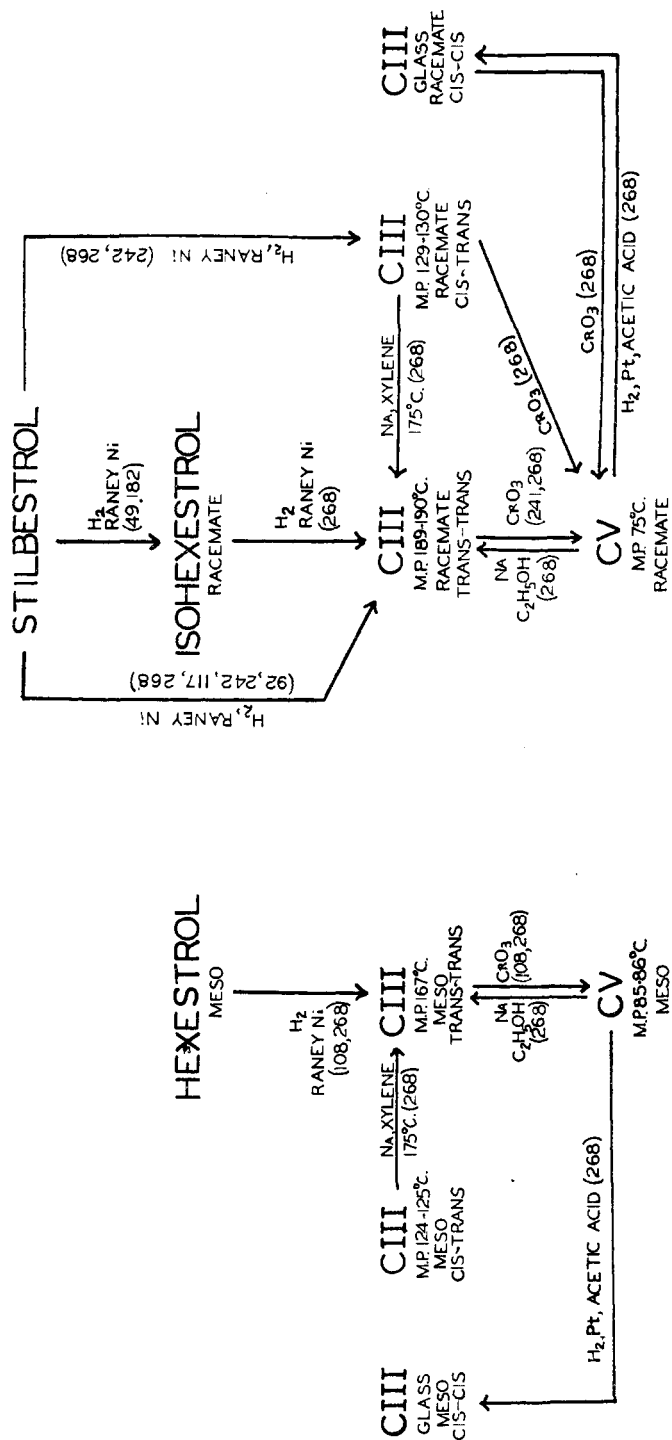 STILBESTROL
H₂, RANEY Ni
(92,242,117,268)
H₂
RANEY Ni
(49,182)
H₂, RANEY Ni
(242,268)
ISOHEXESTROL
RACEMATE
H₂
RANEY Ni
(268)
CIII
M.P. 189-190°C.
RACEMATE
TRANS-TRANS
NA, XYLENE
175°C. (268)
CIII
M.P. 129-130°C.
RACEMATE
CIS-TRANS
CIII
GLASS
RACEMATE
CIS-CIS
NA
C₂H₅OH
(268)
CRO₃
(241,268)
CRO₃ (268)
CRO₃ (268)
H₂, Pt, ACETIC ACID (268)
CV
M.P. 75°C.
RACEMATE
HEXESTROL
MESO
H₂
RANEY Ni
(108,268)
CIII
GLASS
MESO
CIS-CIS
CIII
M.P. 124-125°C.
MESO
CIS-TRANS
NA, XYLENE
175°C. (268)
CIII
M.P. 167°C.
MESO
TRANS-TRANS
NA
C₂H₅OH
(268)
CRO₃
(108,268)
H₂, Pt, ACETIC ACID (268)
CV
M.P. 85-86°C.
MESO